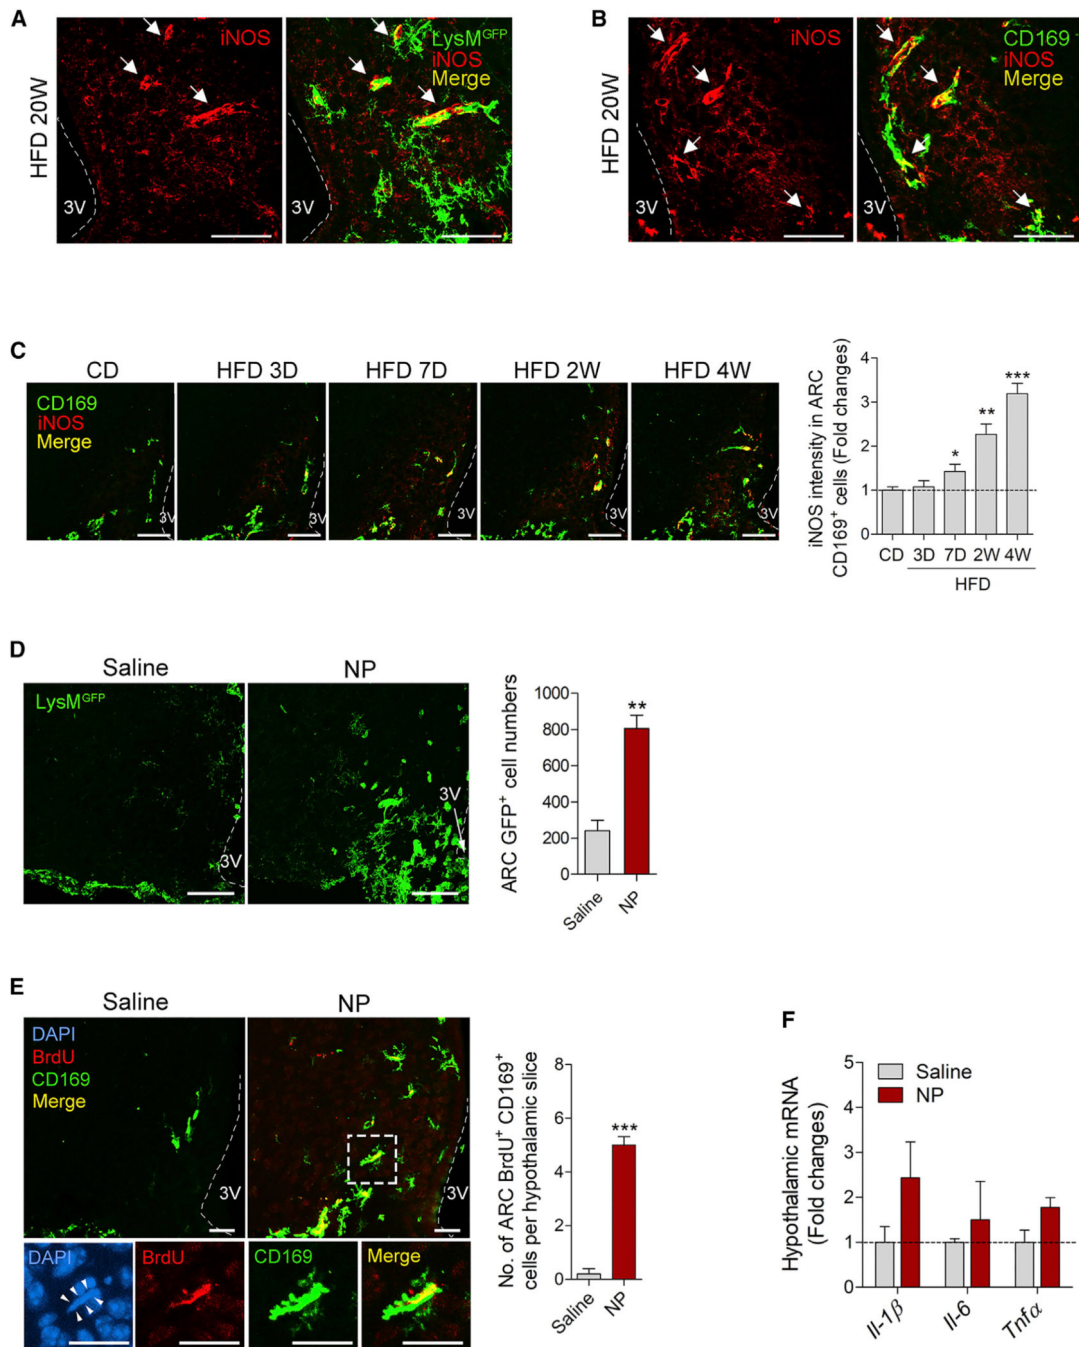 A
HFD 20W
iNOS
3V
LysM^GFP
iNOS
Merge
3V
B
HFD 20W
iNOS
3V
CD169
iNOS
Merge
3V
C
CD
HFD 3D
HFD 7D
HFD 2W
HFD 4W
CD169
iNOS
Merge
3V
3V
3V
3V
3V
iNOS intensity in ARC
CD169⁺ cells (Fold changes)
4
3
2
1
0
*
**
***
CD
3D
7D
2W
4W
HFD
D
Saline
NP
LysM^GFP
3V
3V
ARC GFP⁺ cell numbers
1000
800
600
400
200
0
**
Saline
NP
E
Saline
NP
DAPI
BrdU
CD169
Merge
3V
3V
DAPI
BrdU
CD169
Merge
No. of ARC BrdU⁺ CD169⁺
cells per hypothalamic slice
8
6
4
2
0
***
Saline
NP
F
Hypothalamic mRNA
(Fold changes)
5
4
3
2
1
0
Saline
NP
Il-1β
Il-6
Tnfα